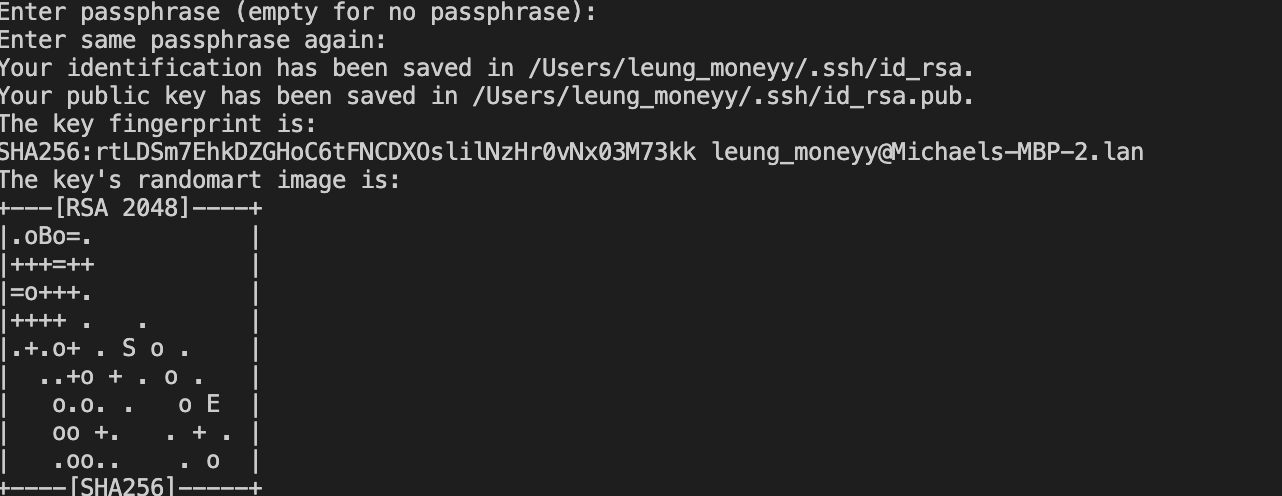 Enter passphrase (empty for no passphrase):
Enter same passphrase again:
Your identification has been saved in /Users/leung_moneyy/.ssh/id_rsa.
Your public key has been saved in /Users/leung_moneyy/.ssh/id_rsa.pub.
The key fingerprint is:
SHA256:rtLDSm7EhkDZGHoC6tFNCDXOslilNzHr0vNx03M73kk leung_moneyy@Michaels-MBP-2.lan
The key's randomart image is:
+---[RSA 2048]----+
|.oBo=.           |
|+++=++           |
|=o+++.           |
|++++ .   .       |
|.+.o+ . S o .    |
|  ..+o + . o .   |
|   o.o. .   o E  |
|   oo +.   . + . |
|   .oo..    . o  |
+----[SHA256]-----+